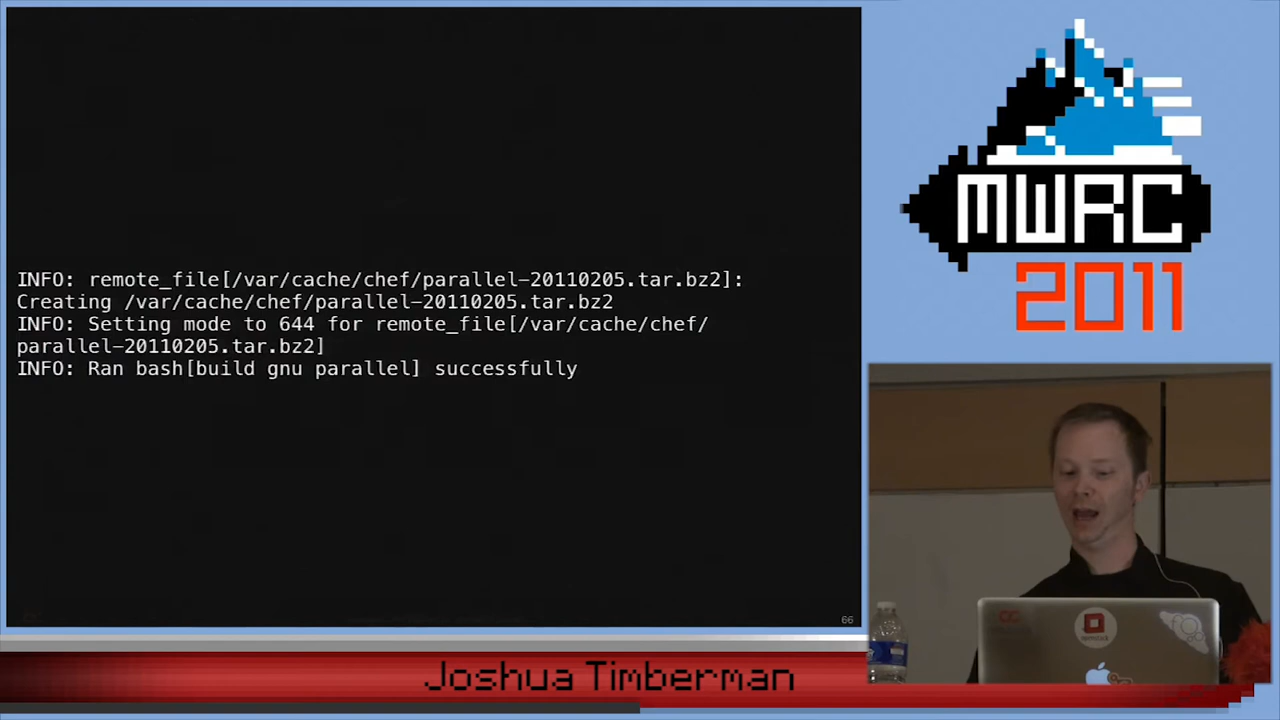 INFO: remote_file[/var/cache/chef/parallel-20110205.tar.bz2]:
Creating /var/cache/chef/parallel-20110205.tar.bz2
INFO: Setting mode to 644 for remote_file[/var/cache/chef/
parallel-20110205.tar.bz2]
INFO: Ran bash[build gnu parallel] successfully
66
MWRC
2011
Joshua Timberman